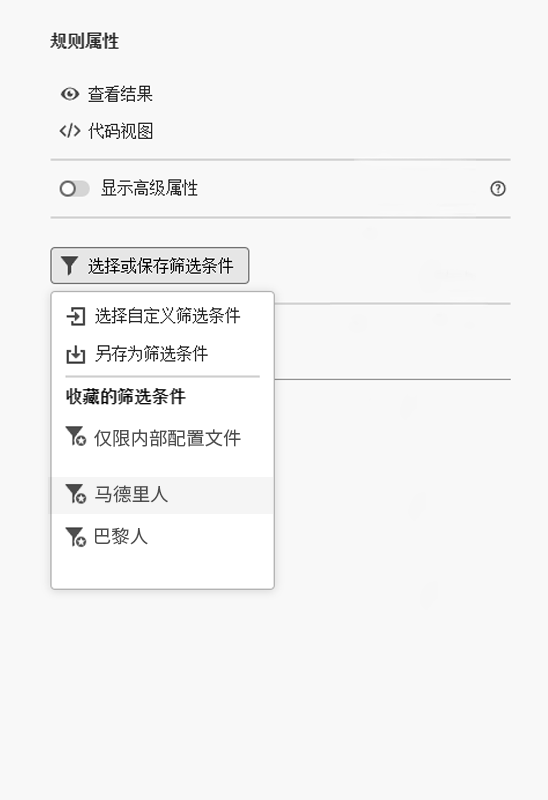 规则属性
查看结果
代码视图
显示高级属性
选择或保存筛选条件
选择自定义筛选条件
另存为筛选条件
收藏的筛选条件
仅限内部配置文件
马德里人
巴黎人